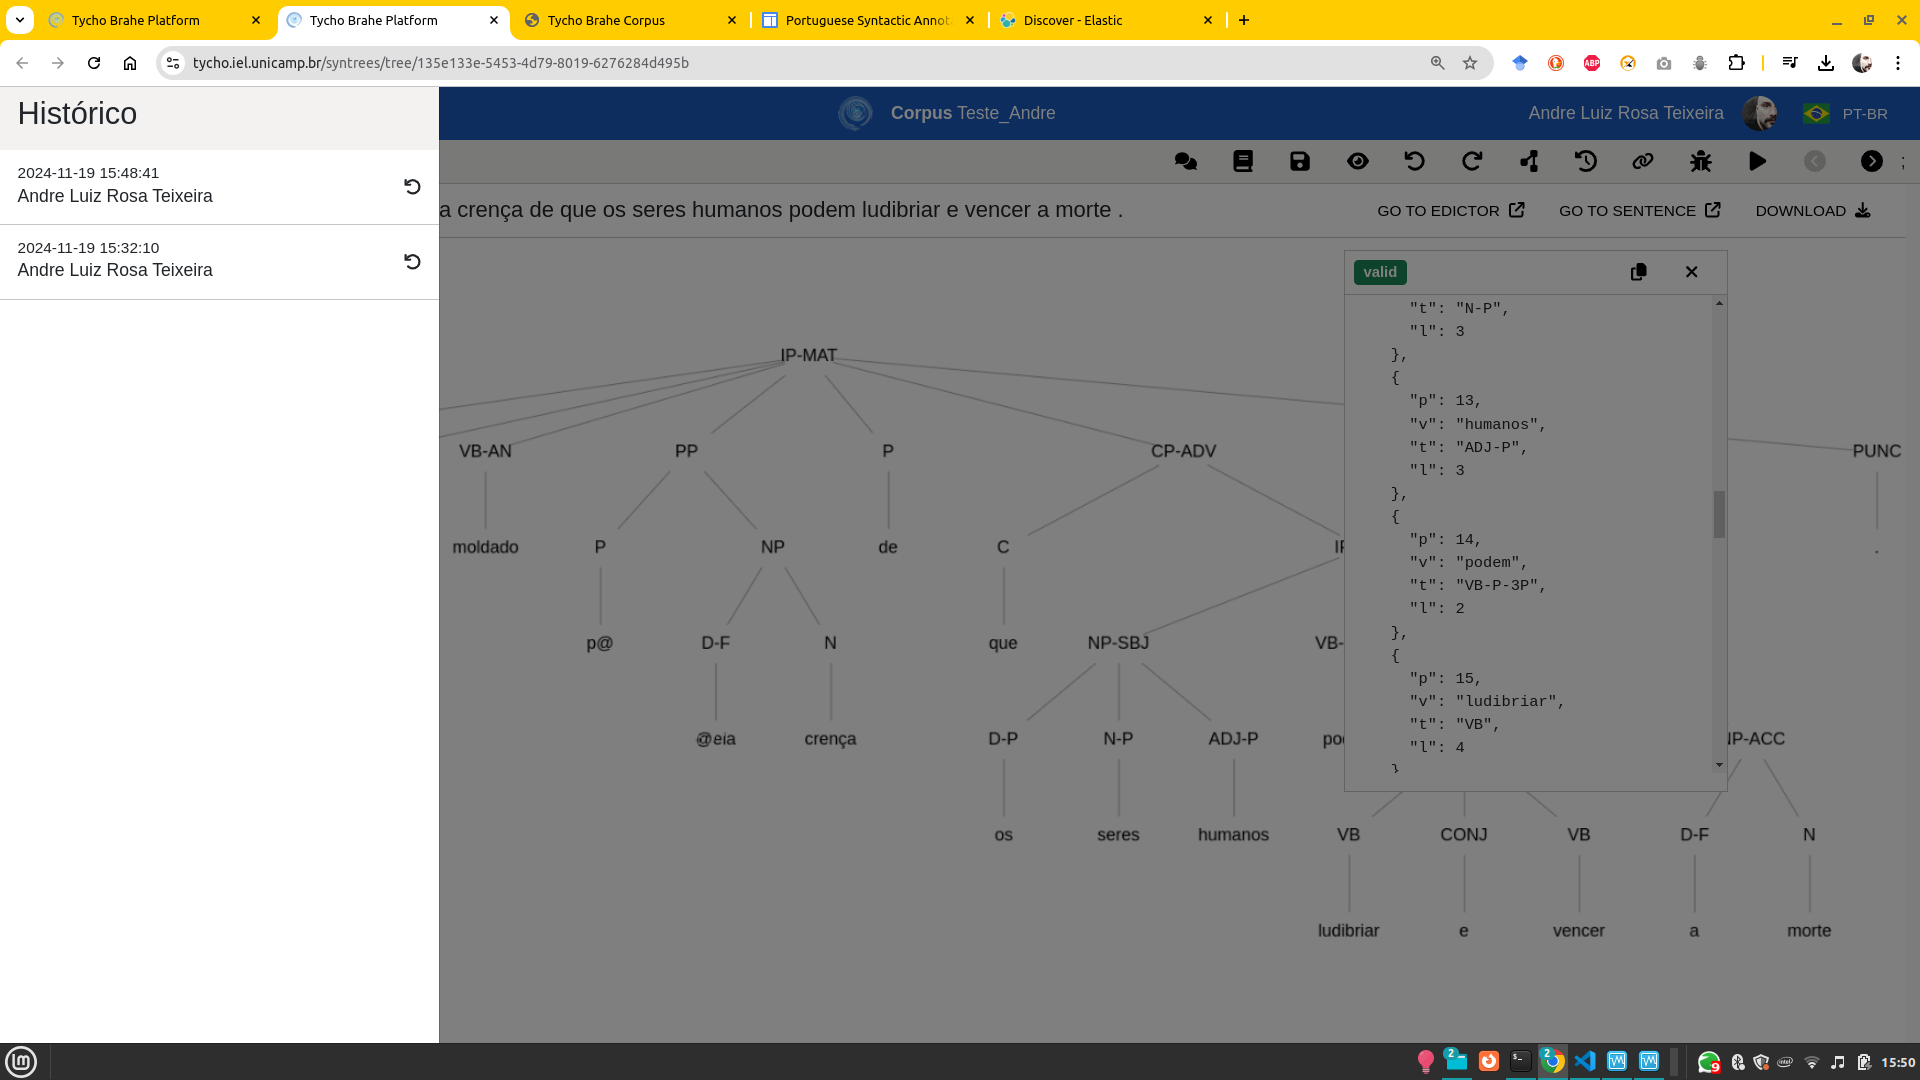 Tycho Brahe Platform
Tycho Brahe Platform
Tycho Brahe Corpus
Portuguese Syntactic Annot
Discover - Elastic
tycho.iel.unicamp.br/syntrees/tree/135e133e-5453-4d79-8019-6276284d495b
ABP
Histórico
Corpus Teste_Andre
Andre Luiz Rosa Teixeira
PT-BR
2024-11-19 15:48:41
Andre Luiz Rosa Teixeira
2024-11-19 15:32:10
Andre Luiz Rosa Teixeira
a crença de que os seres humanos podem ludibriar e vencer a morte .
GO TO EDICTOR
GO TO SENTENCE
DOWNLOAD
valid
"t": "N-P",
"l": 3
},
{
"p": 13,
"v": "humanos",
"t": "ADJ-P",
"l": 3
},
{
"p": 14,
"v": "podem",
"t": "VB-P-3P",
"l": 2
},
{
"p": 15,
"v": "ludibriar",
"t": "VB",
"l": 4
}
IP-MAT
VB-AN PP P CP-ADV PUNC
moldado P NP de C IP .
p@ D-F N que NP-SBJ VB-
@eia crença D-P N-P ADJ-P NP-ACC
os seres humanos VB CONJ VB D-F N
ludibriar e vencer a morte
2
2
9
15:50